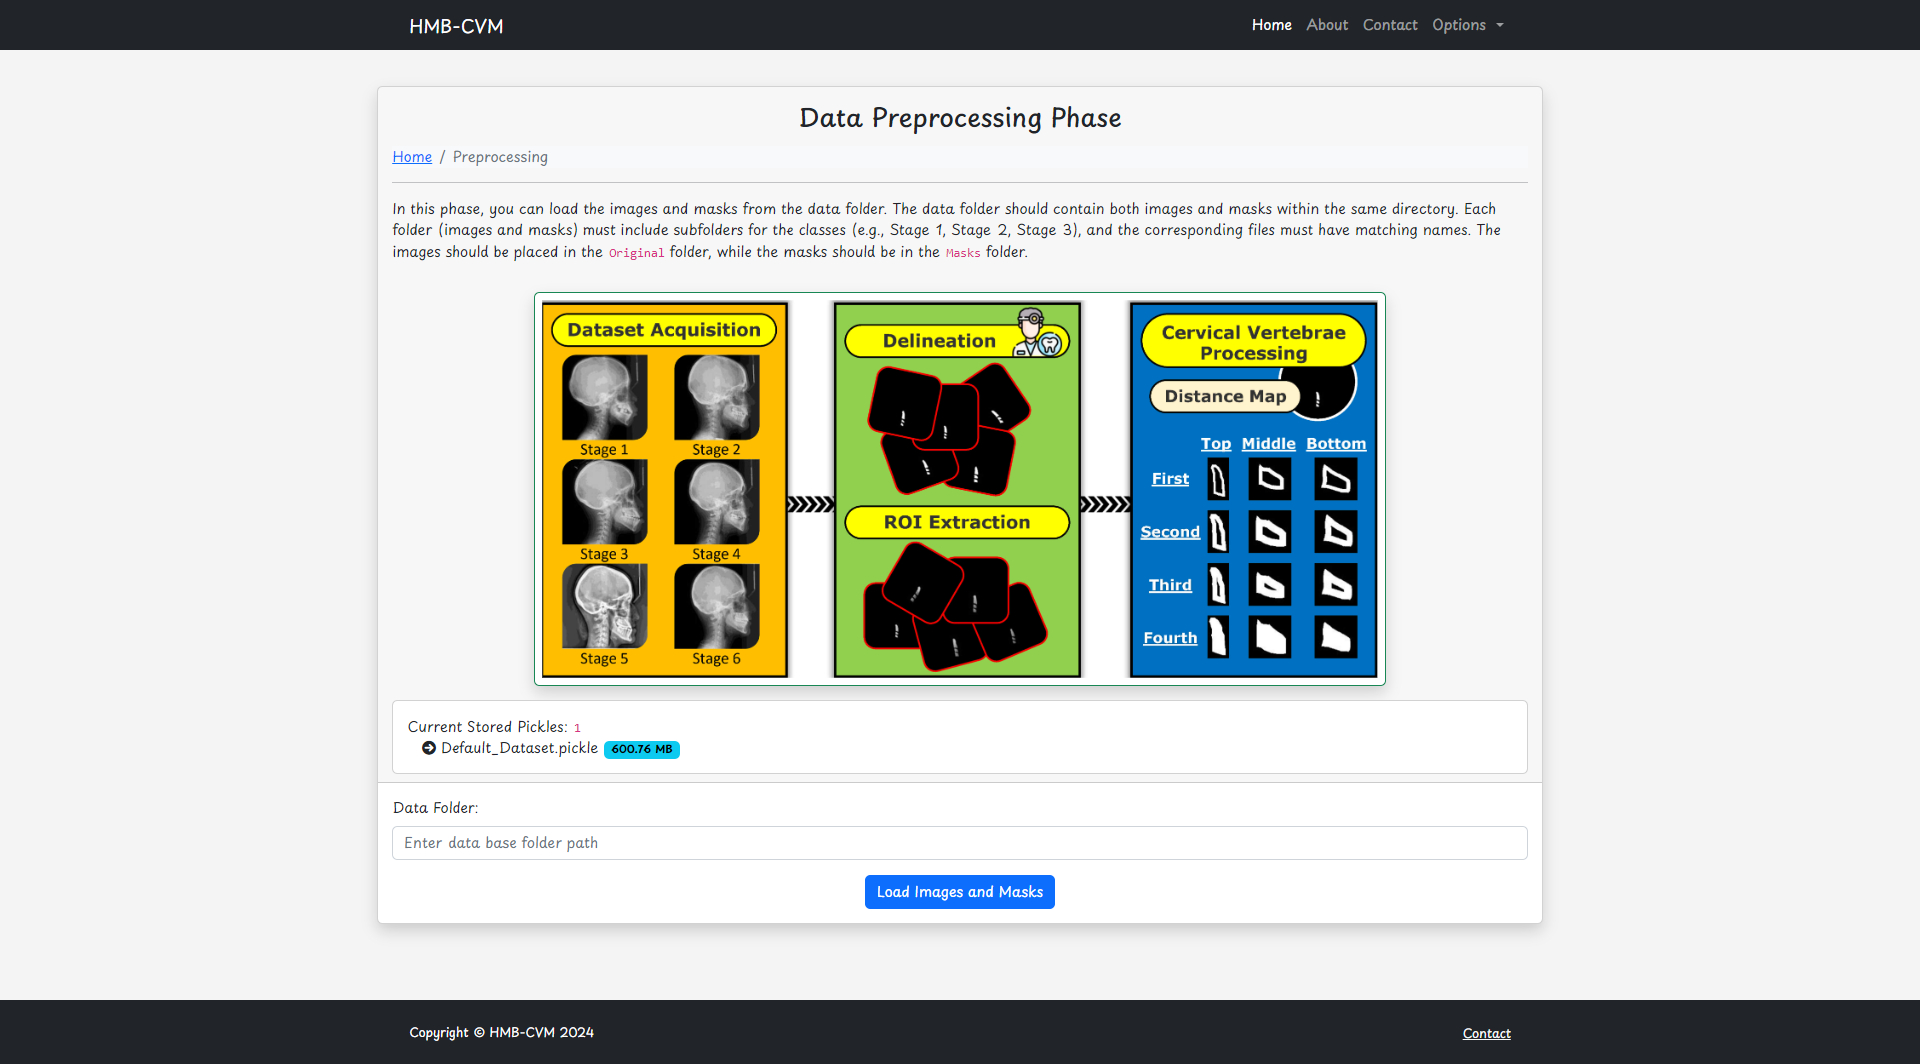 HMB-CVM
Home About Contact Options
Data Preprocessing Phase
Home / Preprocessing
In this phase, you can load the images and masks from the data folder. The data folder should contain both images and masks within the same directory. Each
folder (images and masks) must include subfolders for the classes (e.g., Stage 1, Stage 2, Stage 3), and the corresponding files must have matching names. The
images should be placed in the Original folder, while the masks should be in the Masks folder.
Dataset Acquisition
Stage 1 Stage 2
Stage 3 Stage 4
Stage 5 Stage 6
Delineation
ROI Extraction
Cervical Vertebrae
Processing
Distance Map
Top Middle Bottom
First
Second
Third
Fourth
Current Stored Pickles: 1
Default_Dataset.pickle 600.76 MB
Data Folder:
Enter data base folder path
Load Images and Masks
Copyright © HMB-CVM 2024
Contact